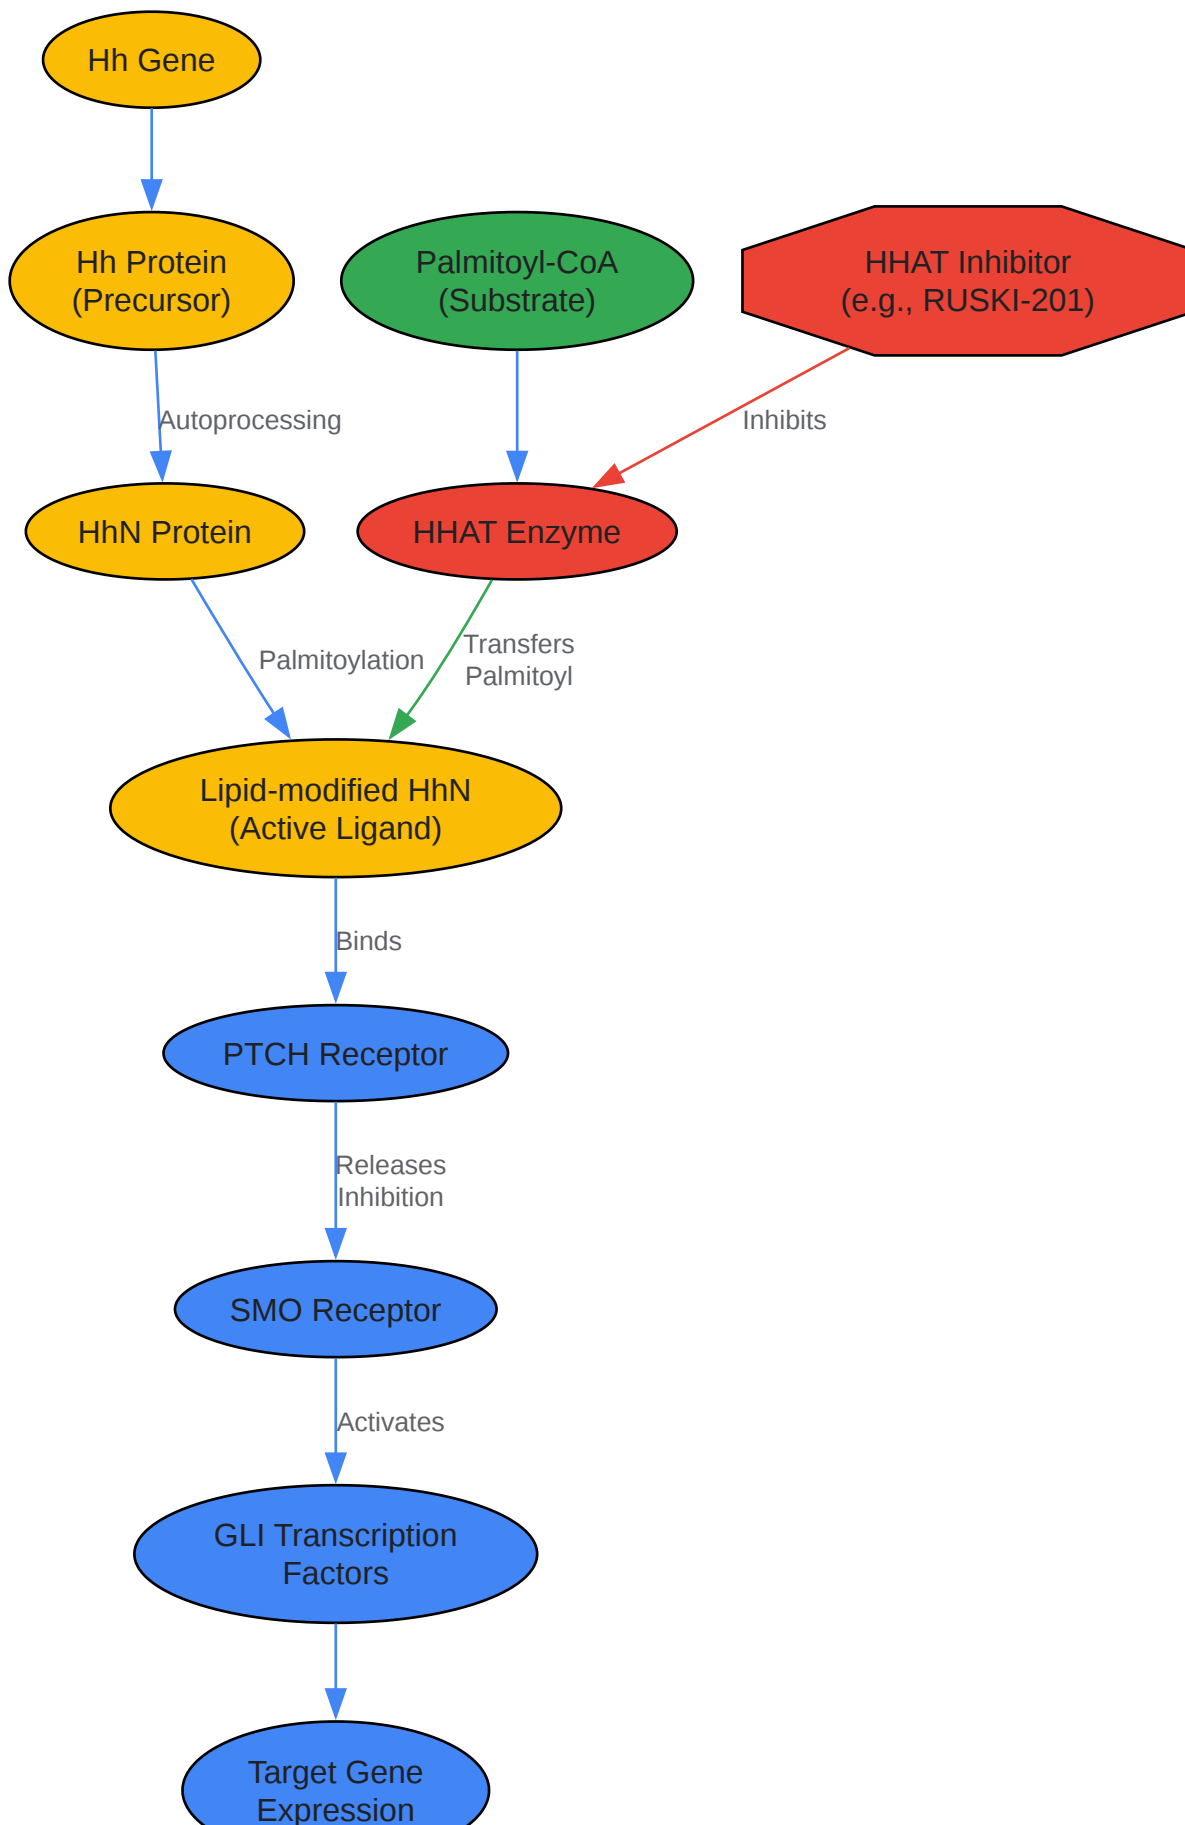 Hh Gene
Hh Protein
(Precursor)
Palmitoyl-CoA
(Substrate)
HHAT Inhibitor
(e.g., RUSKI-201)
Autoprocessing
Inhibits
HhN Protein
HHAT Enzyme
Palmitoylation
Transfers
Palmitoyl
Lipid-modified HhN
(Active Ligand)
Binds
PTCH Receptor
Releases
Inhibition
SMO Receptor
Activates
GLI Transcription
Factors
Target Gene
Expression